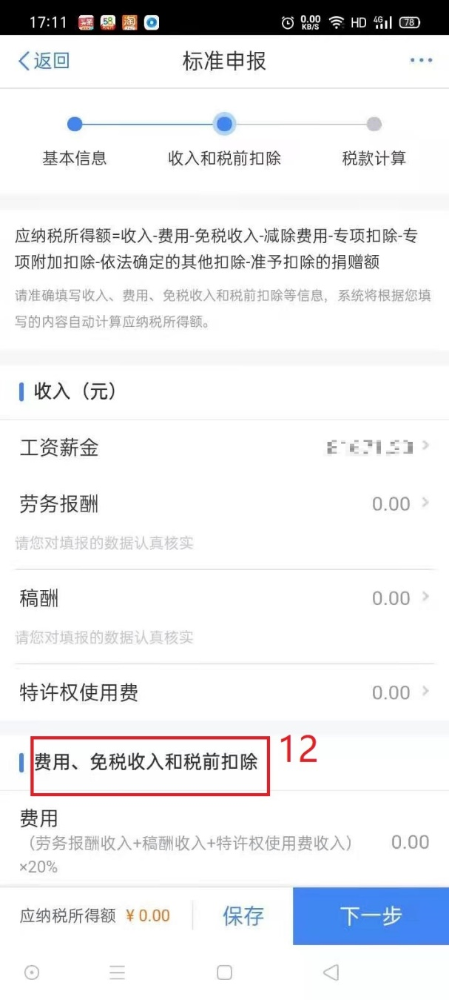 17:11
头条
58
淘
0.00
KB/S
HD
4G
78
返回
标准申报
基本信息
收入和税前扣除
税款计算
应纳税所得额=收入-费用-免税收入-减除费用-专项扣除-专
项附加扣除-依法确定的其他扣除-准予扣除的捐赠额
请准确填写收入、费用、免税收入和税前扣除等信息，系统将根据您填
写的内容自动计算应纳税所得额。
收入（元）
工资薪金
劳务报酬 0.00
请您对填报的数据认真核实
稿酬 0.00
请您对填报的数据认真核实
特许权使用费 0.00
费用、免税收入和税前扣除 12
费用
（劳务报酬收入+稿酬收入+特许权使用费收入） 0.00
×20%
应纳税所得额 ¥0.00 保存 下一步